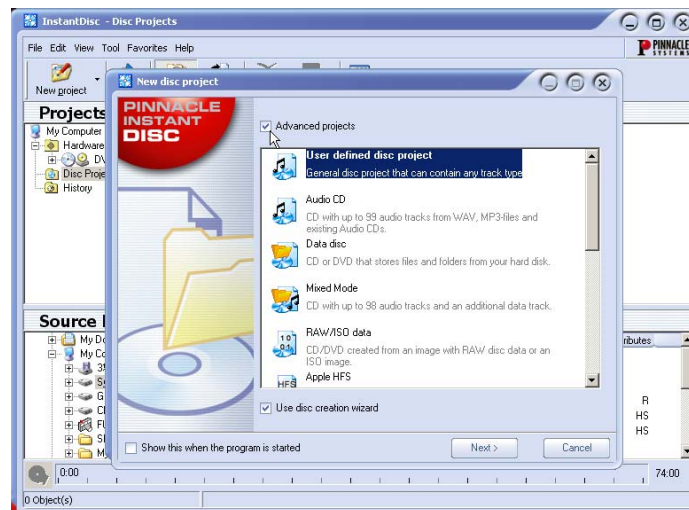 InstantDisc - Disc Projects
File Edit View Tool Favorites Help
PINNACLE
SYSTEMS
New project
New disc project
Projects
My Computer
Hardware
Disc Proje
History
PINNACLE
INSTANT
DISC
Advanced projects
User defined disc project
General disc project that can contain any track type
Audio CD
CD with up to 99 audio tracks from WAV, MP3-files and
existing Audio CDs.
Data disc
CD or DVD that stores files and folders from your hard disk.
Mixed Mode
CD with up to 98 audio tracks and an additional data track.
RAW/ISO data
CD/DVD created from an image with RAW disc data or an
ISO image.
Apple HFS
HFS
Use disc creation wizard
Show this when the program is started
Next >
Cancel
Source
My Do
My Co
ributes
R
HS
HS
0:00
74:00
0 Object(s)